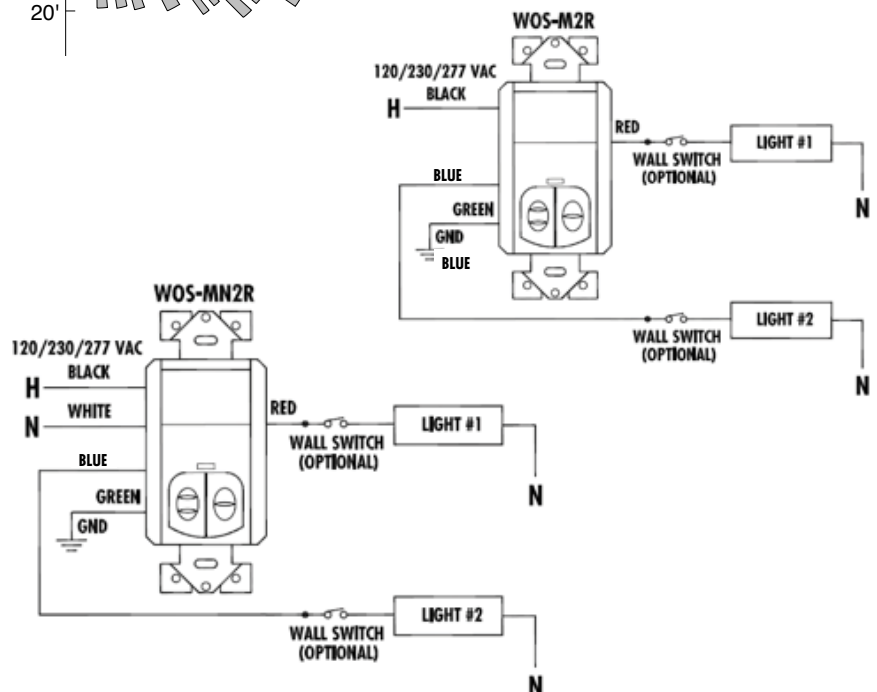 20'
WOS-M2R
120/230/277 VAC
BLACK
H
RED
WALL SWITCH
(OPTIONAL)
LIGHT #1
N
BLUE
GREEN
GND
BLUE
WALL SWITCH
(OPTIONAL)
LIGHT #2
N
WOS-MN2R
120/230/277 VAC
BLACK
H
WHITE
N
RED
WALL SWITCH
(OPTIONAL)
LIGHT #1
N
BLUE
GREEN
GND
WALL SWITCH
(OPTIONAL)
LIGHT #2
N